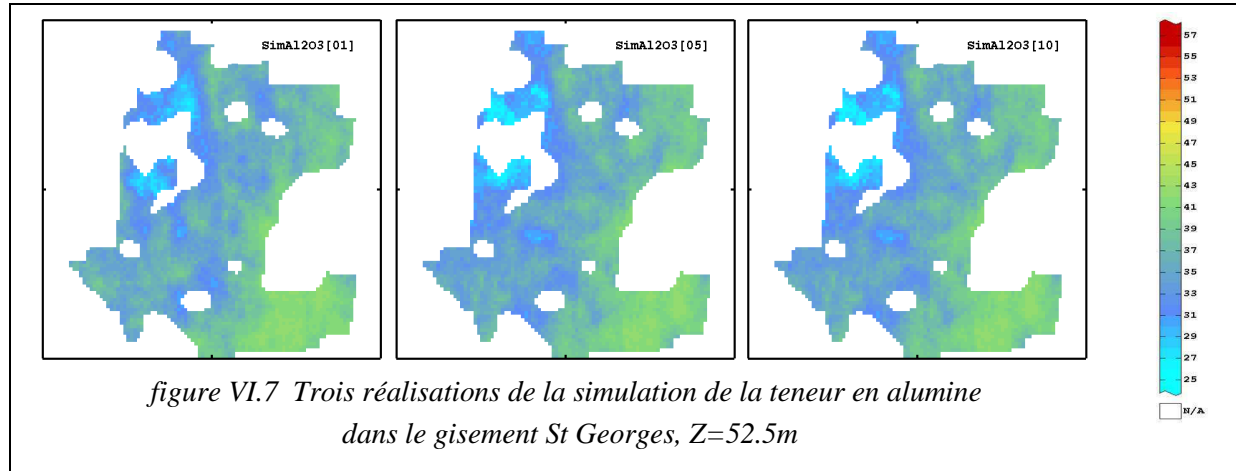 SimAl2O3[01]
SimAl2O3[05]
SimAl2O3[10]
57
55
53
51
49
47
45
43
41
39
37
35
33
31
29
27
25
N/A
figure VI.7 Trois réalisations de la simulation de la teneur en alumine
dans le gisement St Georges, Z=52.5m